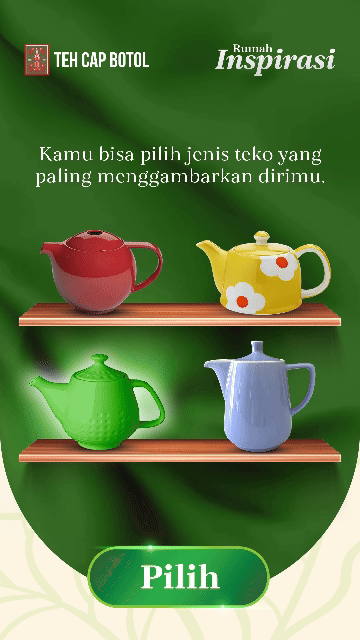 TEH CAP BOTOL
Rumah
Inspirasi
Kamu bisa pilih jenis teko yang
paling menggambarkan dirimu.
Pilih